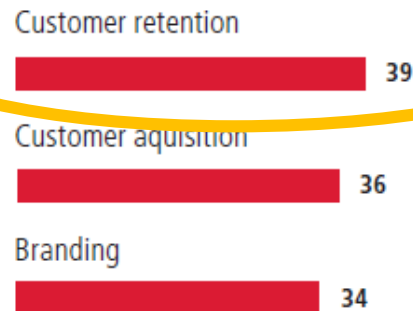 Customer retention
39
Customer aquisition
36
Branding
34